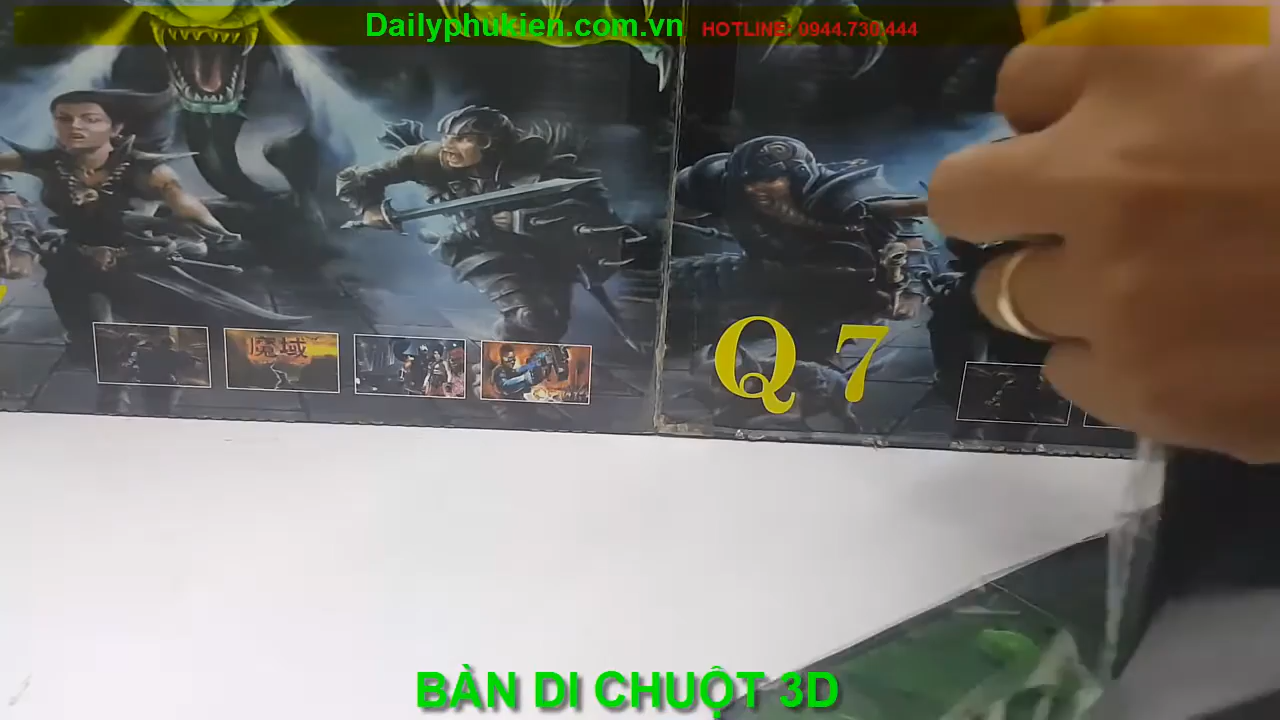 Dailyphukien.com.vn HOTLINE: 0944.730.444
魔域
Q 7
BÀN DI CHUỘT 3D